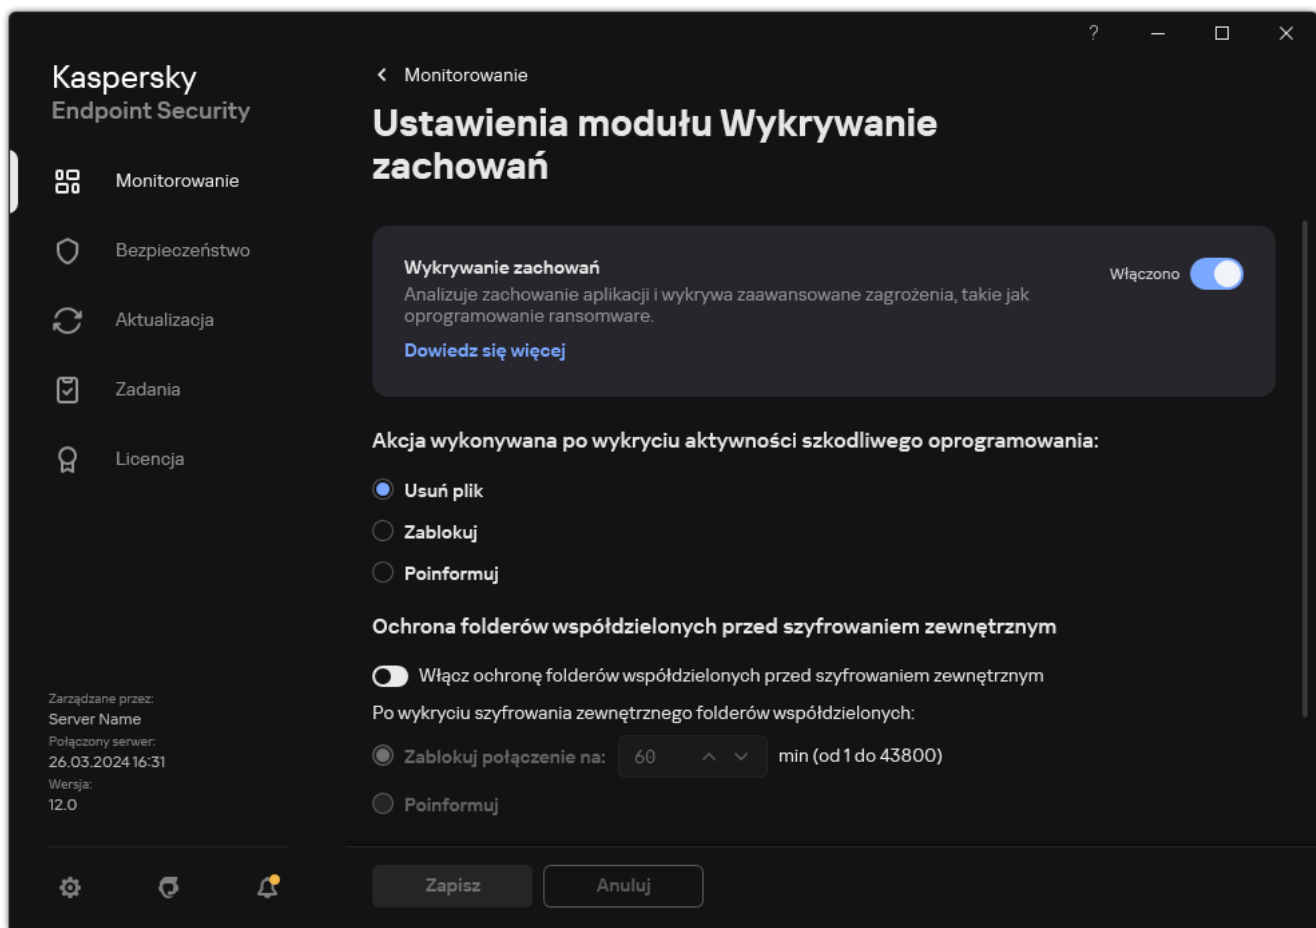 ?
Kaspersky
Endpoint Security
Monitorowanie
Bezpieczeństwo
Aktualizacja
Zadania
Licencja
Zarządzane przez:
Server Name
Połączony serwer:
26.03.2024 16:31
Wersja:
12.0
Monitorowanie
Ustawienia modułu Wykrywanie
zachowań
Wykrywanie zachowań
Włączono
Analizuje zachowanie aplikacji i wykrywa zaawansowane zagrożenia, takie jak
oprogramowanie ransomware.
Dowiedz się więcej
Akcja wykonywana po wykryciu aktywności szkodliwego oprogramowania:
Usuń plik
Zablokuj
Poinformuj
Ochrona folderów współdzielonych przed szyfrowaniem zewnętrznym
Włącz ochronę folderów współdzielonych przed szyfrowaniem zewnętrznym
Po wykryciu szyfrowania zewnętrznego folderów współdzielonych:
Zablokuj połączenie na: 60 min (od 1 do 43800)
Poinformuj
Zapisz Anuluj